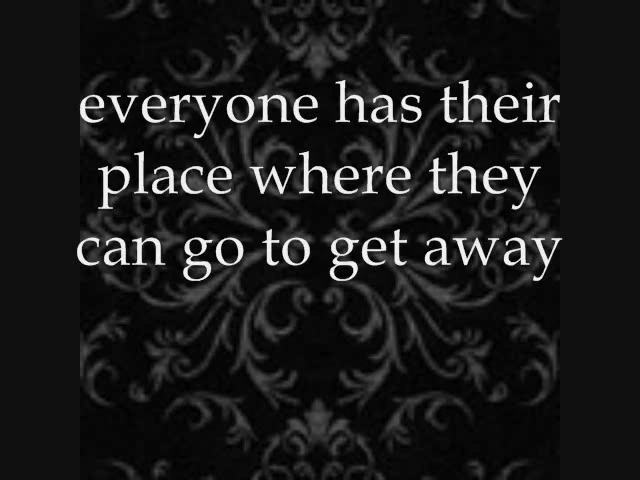 everyone has their
place where they
can go to get away